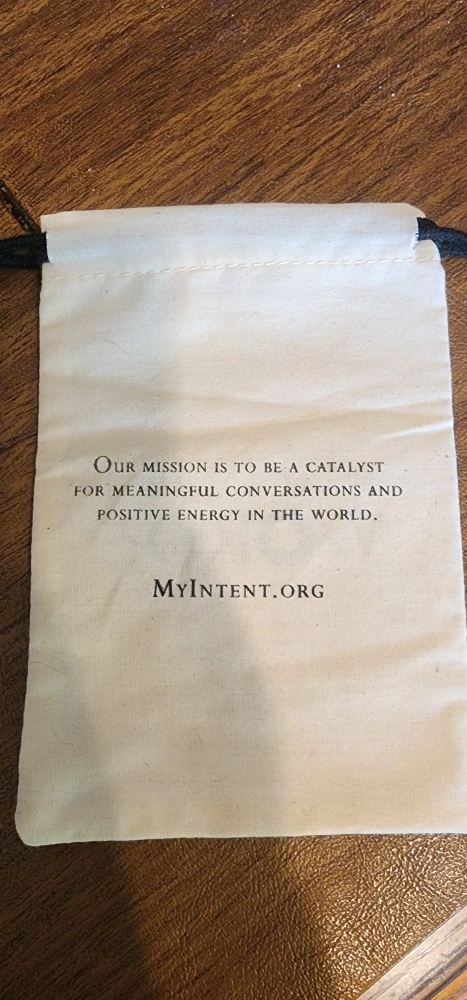 Our mission is to be a catalyst
for meaningful conversations and
positive energy in the world.
MyIntent.org